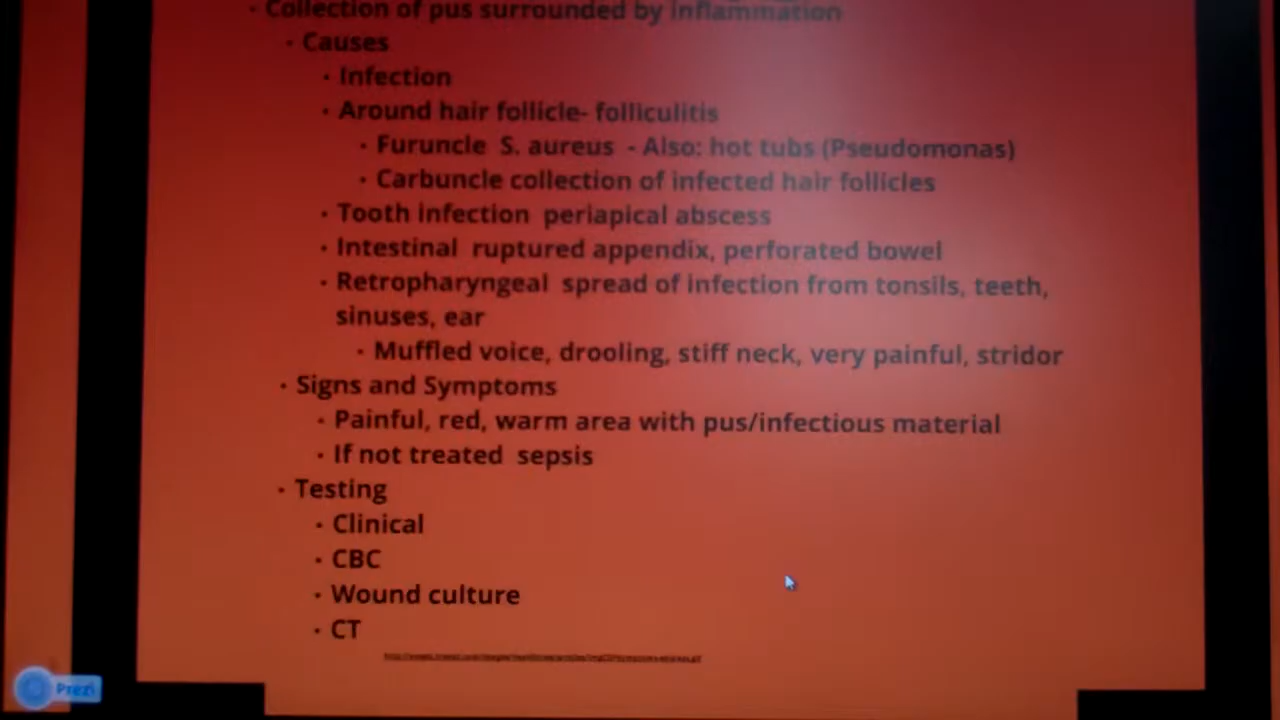 · Collection of pus surrounded by inflammation
· Causes
· Infection
· Around hair follicle- folliculitis
· Furuncle S. aureus - Also: hot tubs (Pseudomonas)
· Carbuncle collection of infected hair follicles
· Tooth infection periapical abscess
· Intestinal ruptured appendix, perforated bowel
· Retropharyngeal spread of infection from tonsils, teeth,
sinuses, ear
· Muffled voice, drooling, stiff neck, very painful, stridor
· Signs and Symptoms
· Painful, red, warm area with pus/infectious material
· If not treated sepsis
· Testing
· Clinical
· CBC
· Wound culture
· CT
Prezi